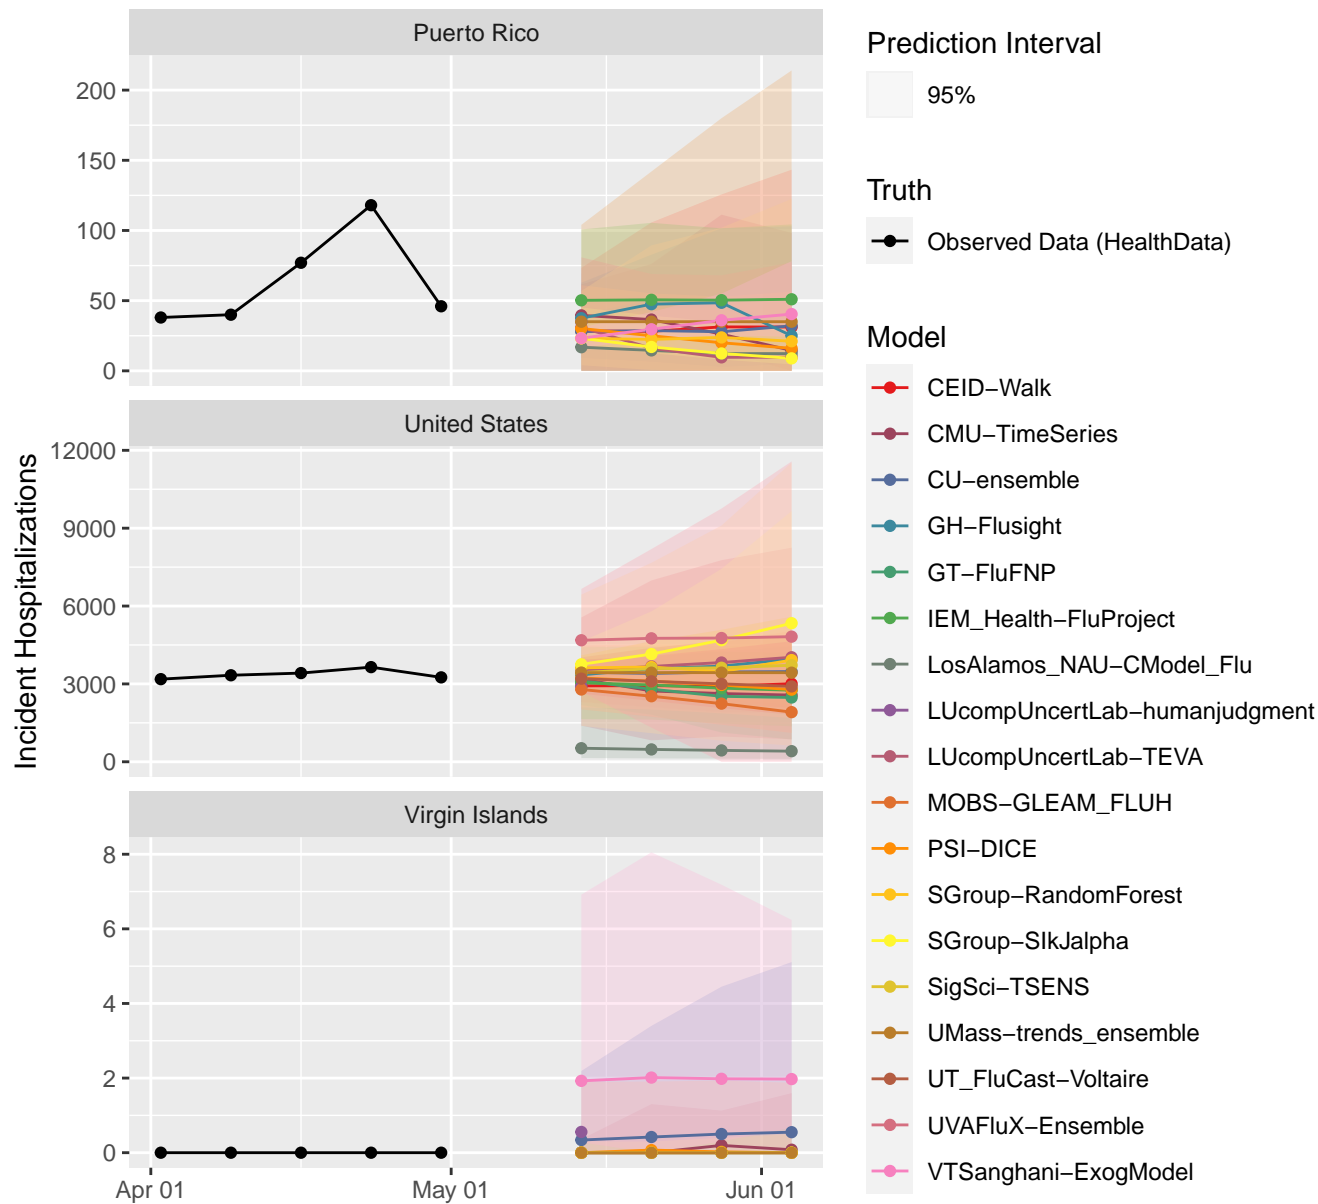 Puerto Rico
200
150
100
50
0
United States
12000
9000
6000
3000
0
Virgin Islands
8
6
4
2
0
Apr 01
May 01
Jun 01
Incident Hospitalizations
Prediction Interval
95%
Truth
Observed Data (HealthData)
Model
CEID−Walk
CMU−TimeSeries
CU−ensemble
GH−Flusight
GT−FluFNP
IEM_Health−FluProject
LosAlamos_NAU−CModel_Flu
LUcompUncertLab−humanjudgment
LUcompUncertLab−TEVA
MOBS−GLEAM_FLUH
PSI−DICE
SGroup−RandomForest
SGroup−SIkJalpha
SigSci−TSENS
UMass−trends_ensemble
UT_FluCast−Voltaire
UVAFluX−Ensemble
VTSanghani−ExogModel